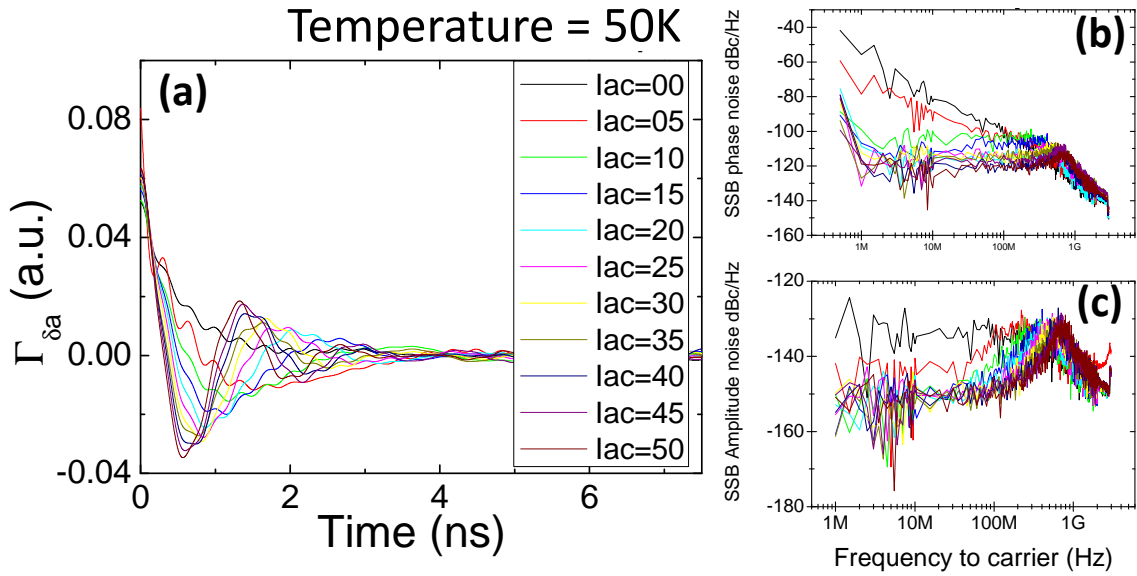 Temperature = 50K
(a)
Γδa (a.u.)
0.08
0.04
0.00
-0.04
0
2
4
6
Time (ns)
Iac=00
Iac=05
Iac=10
Iac=15
Iac=20
Iac=25
Iac=30
Iac=35
Iac=40
Iac=45
Iac=50
(b)
SSB phase noise dBc/Hz
-40
-60
-80
-100
-120
-140
-160
1M
10M
100M
1G
(c)
SSB Amplitude noise dBc/Hz
-120
-140
-160
-180
1M
10M
100M
1G
Frequency to carrier (Hz)